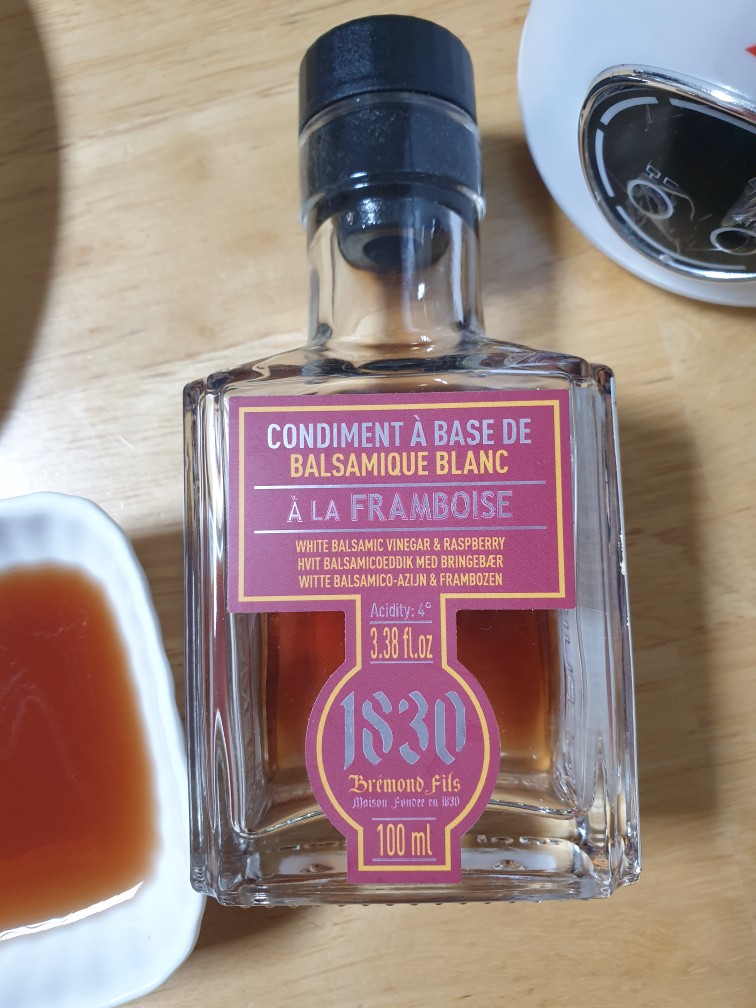 CONDIMENT À BASE DE
BALSAMIQUE BLANC
À LA FRAMBOISE
WHITE BALSAMIC VINEGAR & RASPBERRY
HVIT BALSAMICOEDDIK MED BRINGEBÆR
WITTE BALSAMICO-AZIJN & FRAMBOZEN
Acidity: 4°
3.38 fl.oz
1830
Brémond Fils
Maison Fondée en 1830
100 ml